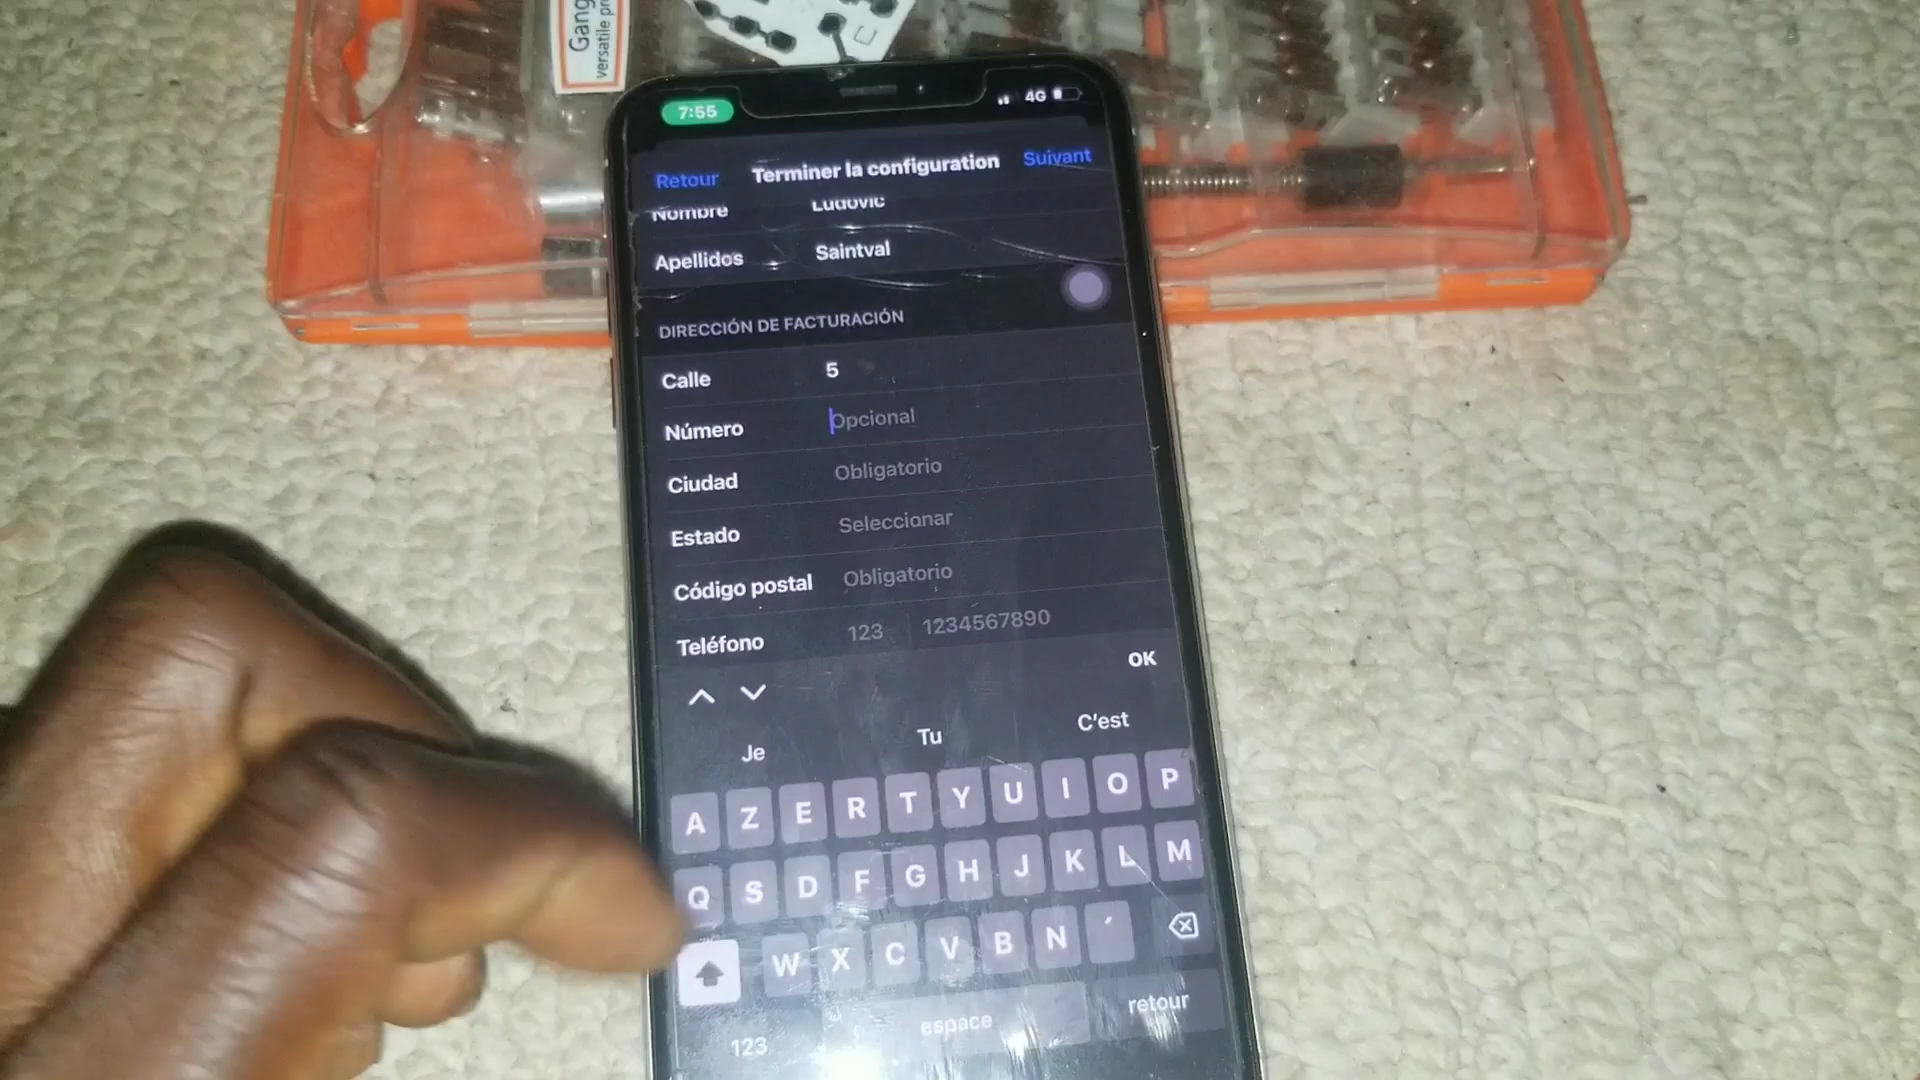 Gang
versatile pr
7:55
4G
Retour
Terminer la configuration
Suivant
Nombre
Ludovic
Apellidos
Saintval
DIRECCIÓN DE FACTURACIÓN
Calle
5
Número
Opcional
Ciudad
Obligatorio
Estado
Seleccionar
Código postal
Obligatorio
Teléfono
123
1234567890
OK
Je
Tu
C'est
A Z E R T Y U I O P
Q S D F G H J K L M
W X C V B N ´
123
espace
retour